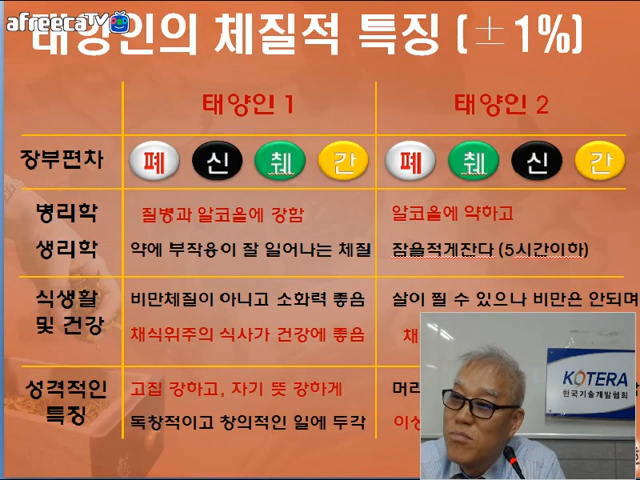 afreecaTV
태양인의 체질적 특징 (±1%)
태양인 1 태양인 2
장부편차 폐 신 췌 간 폐 췌 신 간
병리학 질병과 알코올에 강함 알코올에 약하고
생리학 약에 부작용이 잘 일어나는 체질 잠을적게잔다 (5시간이하)
식생활 비만체질이 아니고 소화력 좋음 살이 찔 수 있으나 비만은 안되며
및 건강 채식위주의 식사가 건강에 좋음 채
성격적인 고집 강하고, 자기 뜻 강하게 머리
특징 독창적이고 창의적인 일에 두각 이상
KOTERA
한국기술개발협회